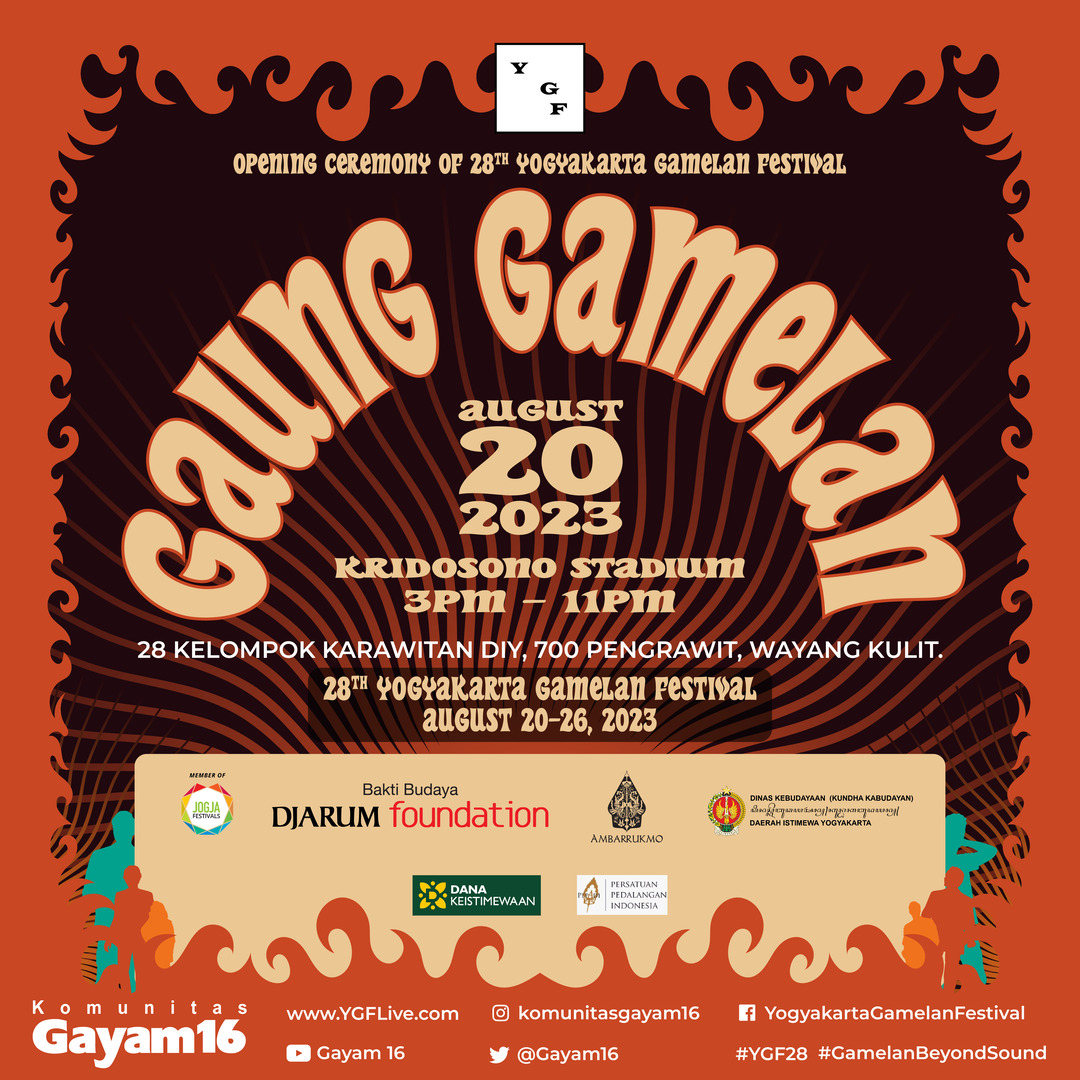 Y
G
F
OPENING CEREMONY OF 28TH YOGYAKARTA GAMELAN FESTIVAL
GAUNG GAMELAN
AUGUST
20
2023
KRIDOSONO STADIUM
3PM – 11PM
28 KELOMPOK KARAWITAN DIY, 700 PENGRAWIT, WAYANG KULIT.
28TH YOGYAKARTA GAMELAN FESTIVAL
AUGUST 20-26, 2023
MEMBER OF
JOGJA
FESTIVALS
Bakti Budaya
DJARUM foundation
AMBARRUKMO
DINAS KEBUDAYAAN (KUNDHA KABUDAYAN)
DAERAH ISTIMEWA YOGYAKARTA
DANA
KEISTIMEWAAN
PERSATUAN
PEDALANGAN
INDONESIA
Komunitas
Gayam16
www.YGFLive.com
komunitasgayam16
YogyakartaGamelanFestival
Gayam 16
@Gayam16
#YGF28 #GamelanBeyondSound